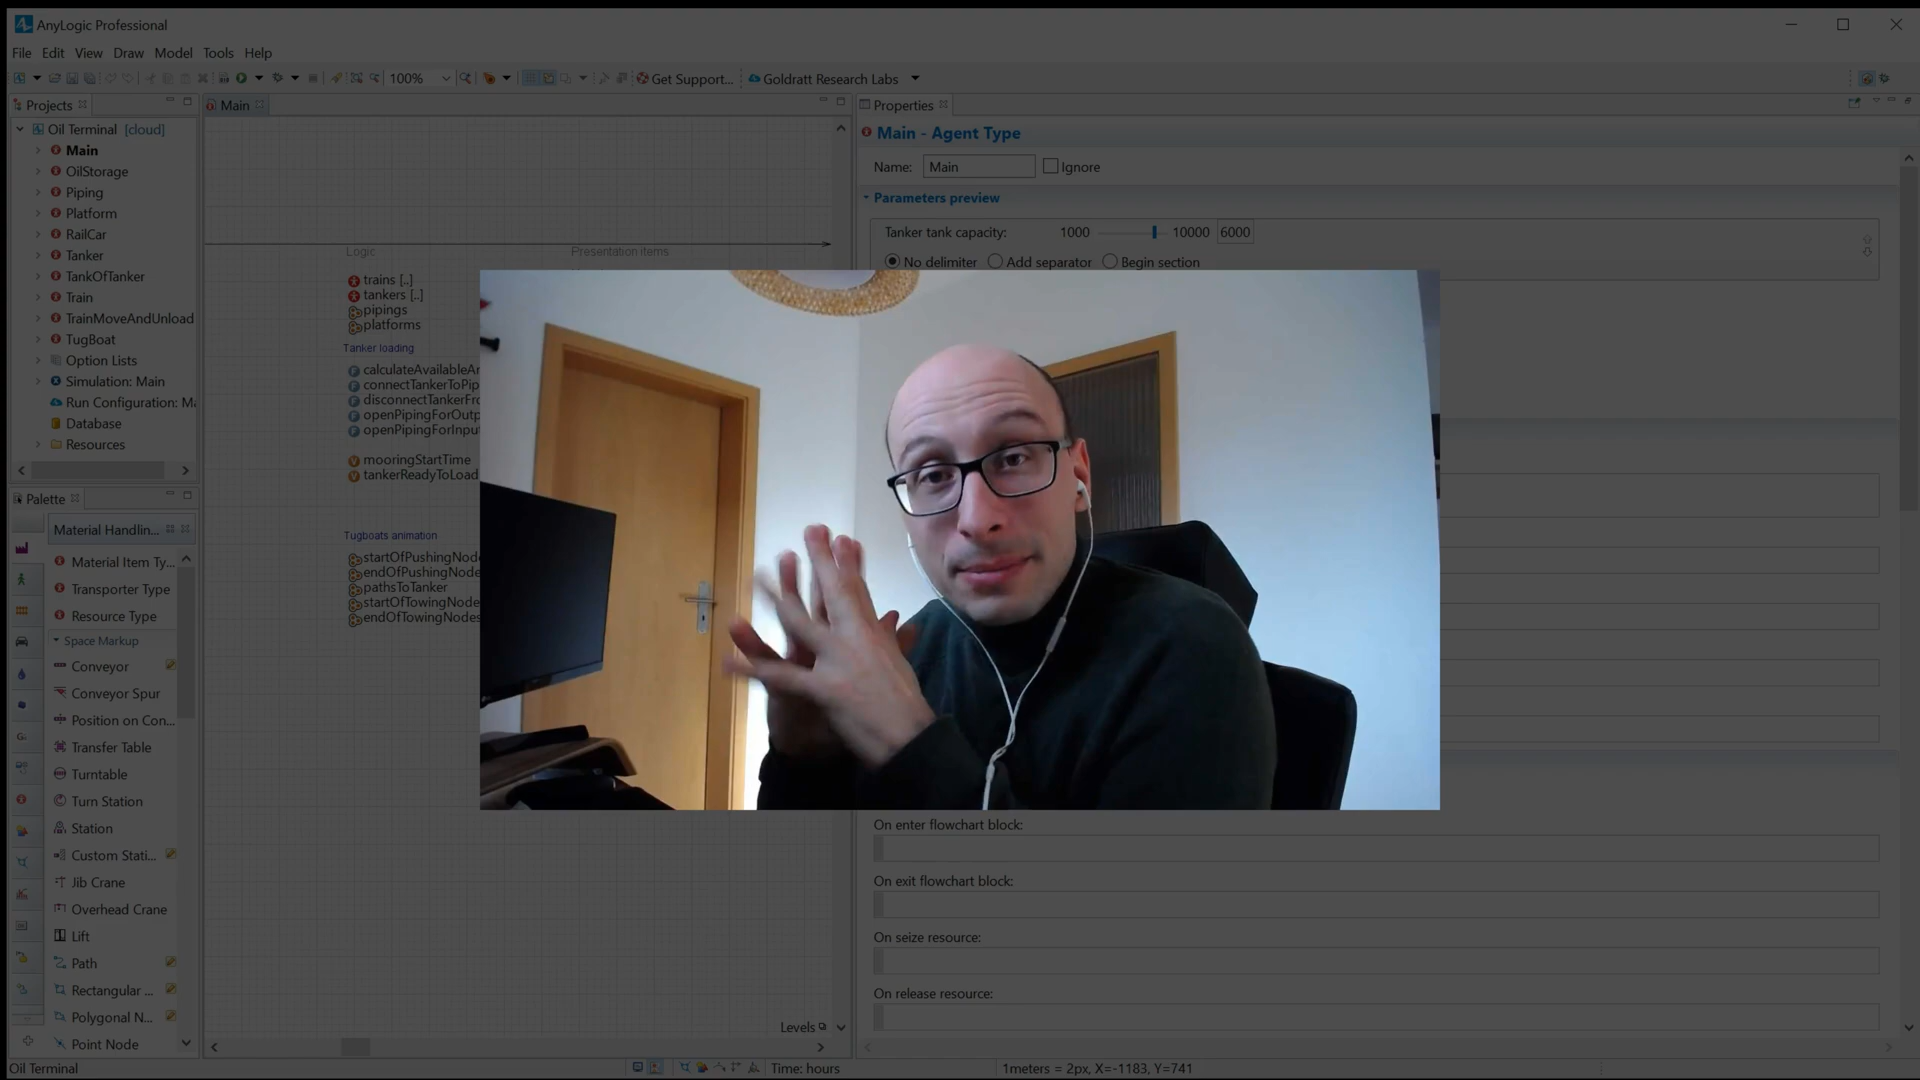 AnyLogic Professional
File Edit View Draw Model Tools Help
100% Get Support... Goldratt Research Labs
Projects
Oil Terminal [cloud]
Main
OilStorage
Piping
Platform
RailCar
Tanker
TankOfTanker
Train
TrainMoveAndUnload
TugBoat
Option Lists
Simulation: Main
Run Configuration: Ma
Database
Resources
Palette
Material Handlin...
Material Item Ty...
Transporter Type
Resource Type
Space Markup
Conveyor
Conveyor Spur
Position on Con...
Transfer Table
Turntable
Turn Station
Station
Custom Stati...
Jib Crane
Overhead Crane
Lift
Path
Rectangular ...
Polygonal N...
Point Node
Main
Logic
Presentation items
trains [..]
tankers [..]
pipings
platforms
Tanker loading
calculateAvailableAr
connectTankerToPip
disconnectTankerFr
openPipingForOutp
openPipingForInpu
mooringStartTime
tankerReadyToLoad
Tugboats animation
startOfPushingNode
endOfPushingNode
pathsToTanker
startOfTowingNode
endOfTowingNodes
Levels
Properties
Main - Agent Type
Name: Main Ignore
Parameters preview
Tanker tank capacity: 1000 10000 6000
No delimiter Add separator Begin section
On enter flowchart block:
On exit flowchart block:
On seize resource:
On release resource:
Oil Terminal
Time: hours
1meters = 2px, X=-1183, Y=741